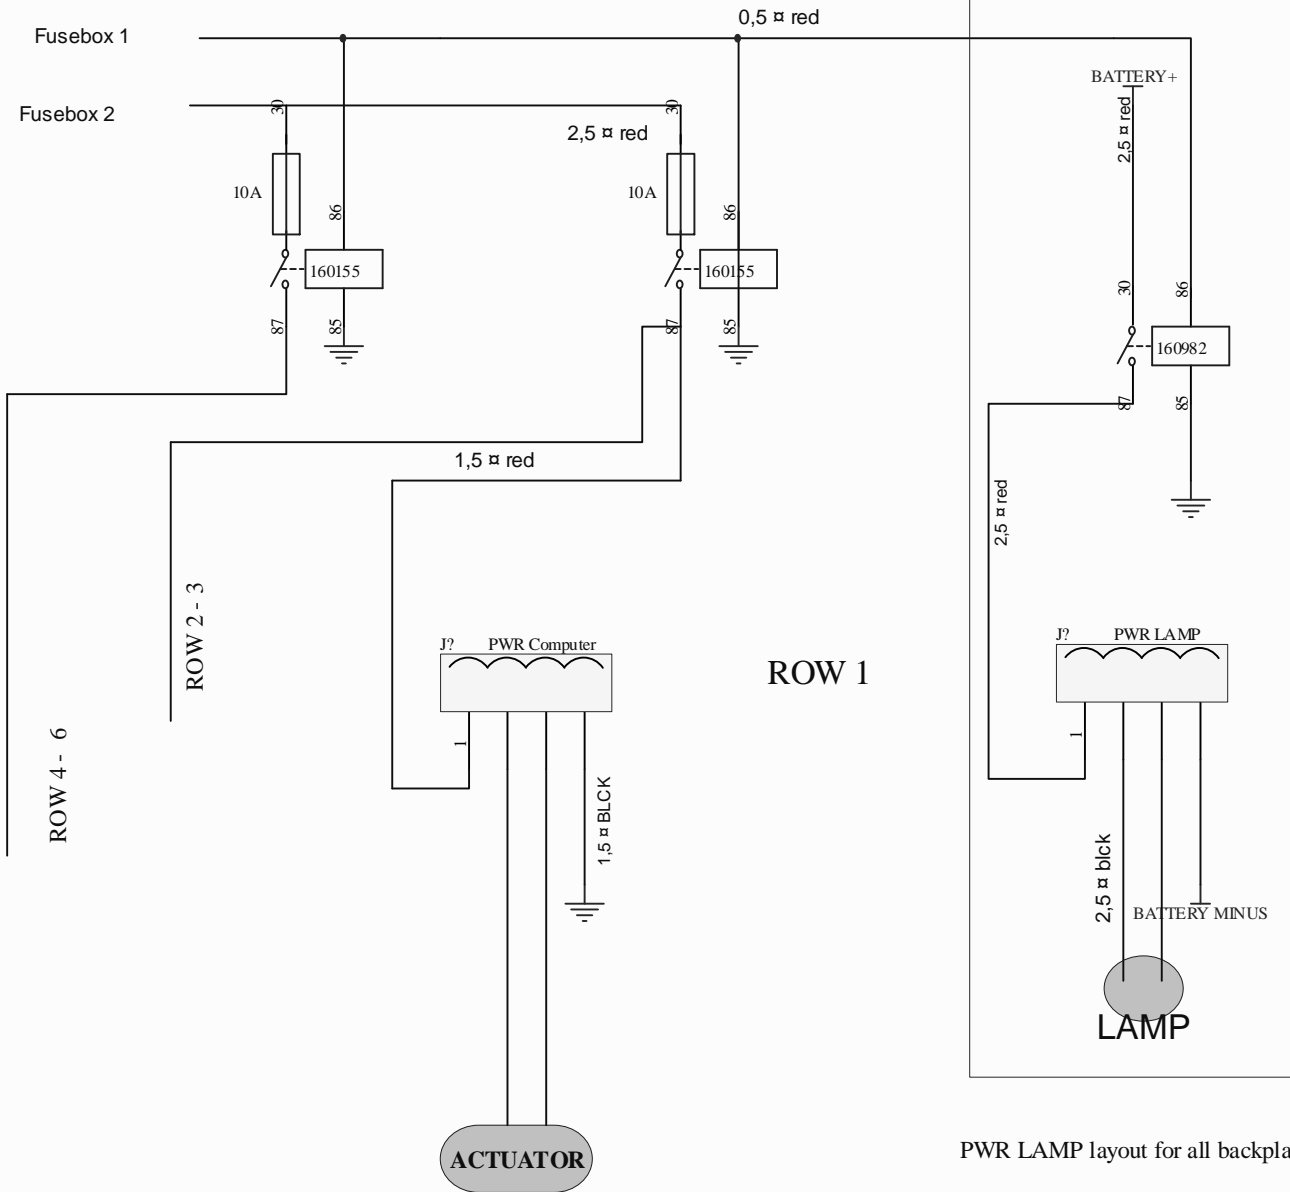 0,5 ¤ red
Fusebox 1
BATTERY+
Fusebox 2
30
30
2,5 ¤ red
2,5 ¤ red
10A
10A
86
86
160155
160155
30
86
87
85
87
85
160982
87
85
1,5 ¤ red
2,5 ¤ red
ROW 2 - 3
J?
PWR Computer
ROW 1
J?
PWR LAMP
1
1
ROW 4 - 6
1,5 ¤ BLCK
2,5 ¤ blck
BATTERY MINUS
LAMP
ACTUATOR
PWR LAMP layout for all backpla